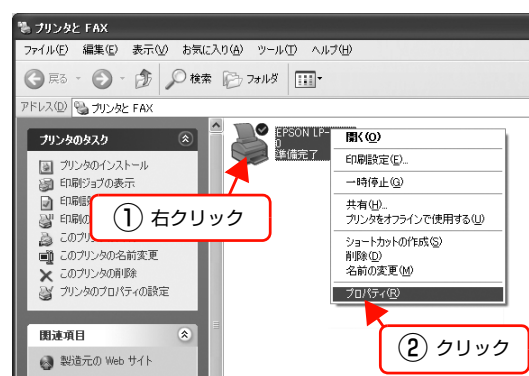 プリンタと FAX
ファイル(F) 編集(E) 表示(V) お気に入り(A) ツール(T) ヘルプ(H)
戻る 検索 フォルダ
アドレス(D) プリンタと FAX
プリンタのタスク
プリンタのインストール
印刷ジョブの表示
印刷の
このプリンタの名前変更
このプリンタの削除
プリンタのプロパティの設定
関連項目
製造元の Web サイト
EPSON LP-
0
準備完了
① 右クリック
開く(O)
印刷設定(E)...
一時停止(G)
共有(H)...
プリンタをオフラインで使用する(U)
ショートカットの作成(S)
削除(D)
名前の変更(M)
プロパティ(R)
② クリック